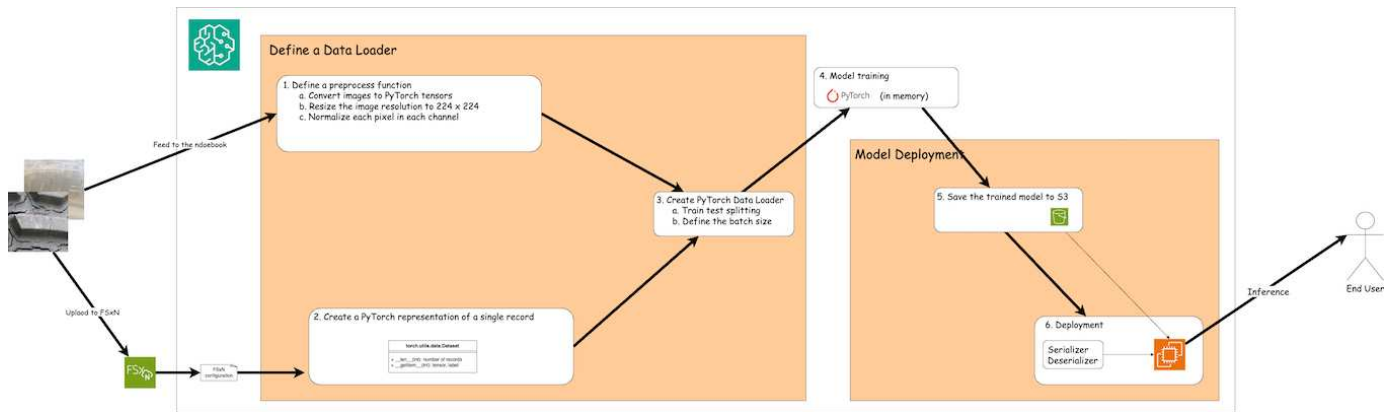 Define a Data Loader
1. Define a preprocess function
a. Convert images to PyTorch tensors
b. Resize the image resolution to 224 x 224
c. Normalize each pixel in each channel
4. Model training
PyTorch (in memory)
Feed to the ndoebook
Model Deployment
3. Create PyTorch Data Loader
a. Train test splitting
b. Define the batch size
5. Save the trained model to S3
Upload to FSxN
2. Create a PyTorch representation of a single record
torch.utils.data.Dataset
+ __len__(int): number of records
+ __getitem__(int): tensor, label
FSx
N
FSxN
configuration
6. Deployment
Serializer
Deserializer
Inference
End User